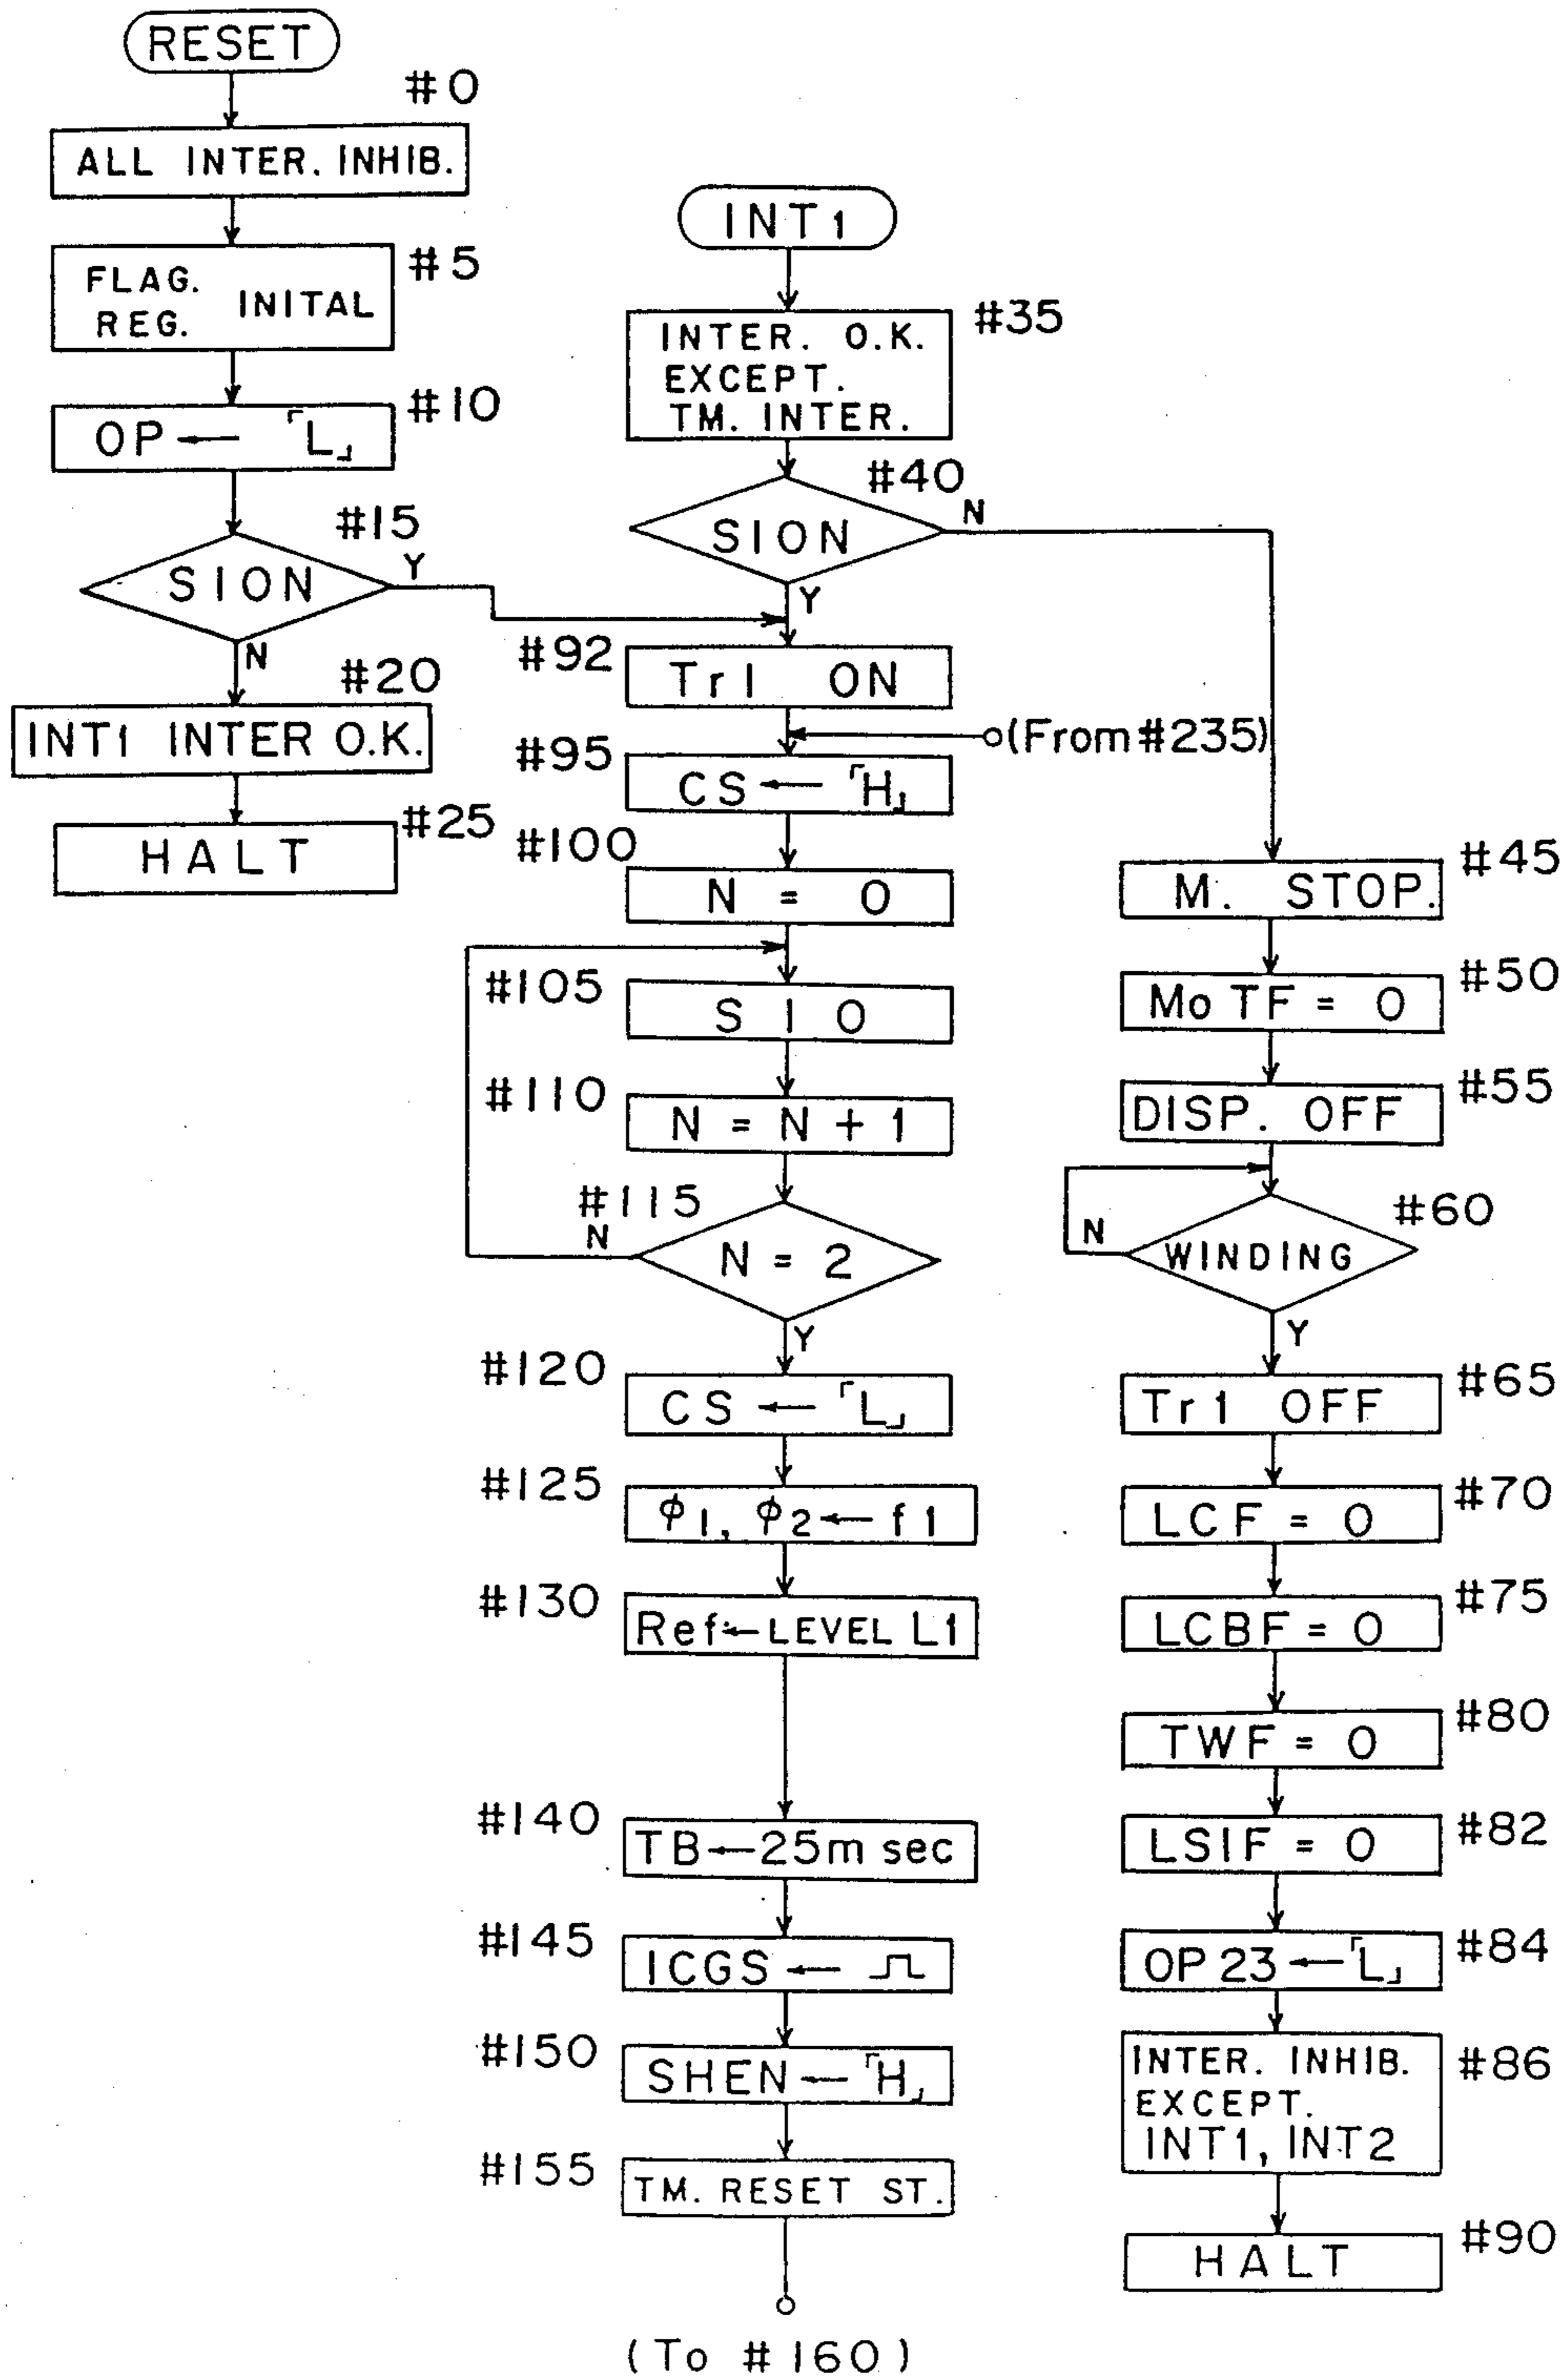 RESET
#0
ALL INTER. INHIB.
#5
FLAG.
REG.
INITAL
#10
OP ← 「L」
#15
SION
Y
N
#20
INT1 INTER O.K.
#25
HALT
INT1
#35
INTER. O.K.
EXCEPT.
TM. INTER.
#40
SION
N
Y
#92
Tr1 ON
(From #235)
#95
CS ← 「H」
#100
N = 0
#105
SIO
#110
N = N + 1
#115
N
N = 2
Y
#120
CS ← 「L」
#125
ϕ1, ϕ2 ← f1
#130
Ref ← LEVEL L1
#140
TB ← 25m sec
#145
ICGS ←
#150
SHEN ← 「H」
#155
TM. RESET ST.
(To #160)
#45
M. STOP.
#50
MoTF = 0
#55
DISP. OFF
#60
N
WINDING
Y
#65
Tr1 OFF
#70
LCF = 0
#75
LCBF = 0
#80
TWF = 0
#82
LSIF = 0
#84
OP23 ← 「L」
#86
INTER. INHIB.
EXCEPT.
INT1, INT2
#90
HALT